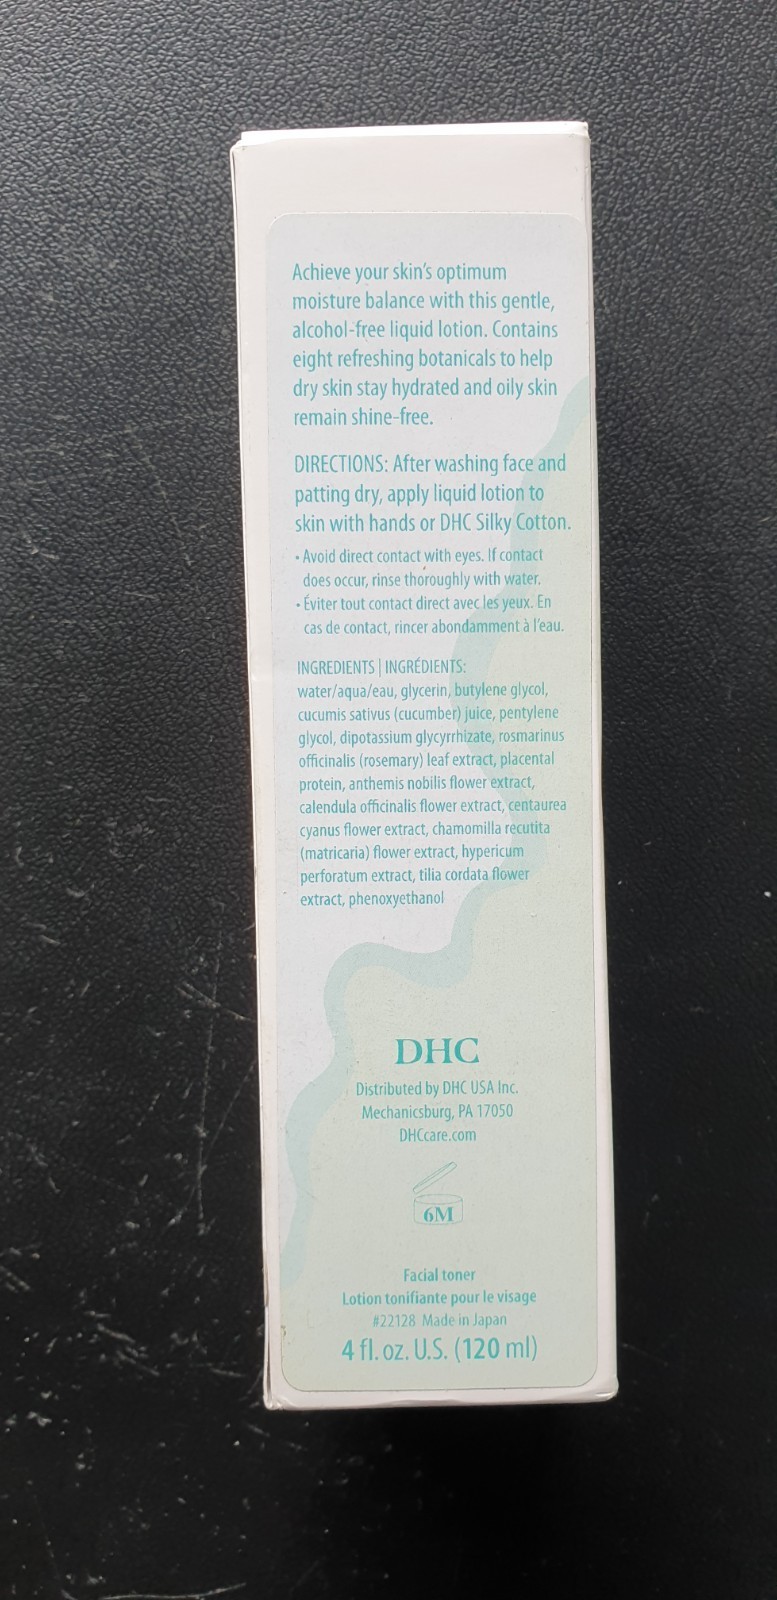 Achieve your skin's optimum
moisture balance with this gentle,
alcohol-free liquid lotion. Contains
eight refreshing botanicals to help
dry skin stay hydrated and oily skin
remain shine-free.
DIRECTIONS: After washing face and
patting dry, apply liquid lotion to
skin with hands or DHC Silky Cotton.
• Avoid direct contact with eyes. If contact
does occur, rinse thoroughly with water.
• Éviter tout contact direct avec les yeux. En
cas de contact, rincer abondamment à l'eau.
INGREDIENTS | INGRÉDIENTS:
water/aqua/eau, glycerin, butylene glycol,
cucumis sativus (cucumber) juice, pentylene
glycol, dipotassium glycyrrhizate, rosmarinus
officinalis (rosemary) leaf extract, placental
protein, anthemis nobilis flower extract,
calendula officinalis flower extract, centaurea
cyanus flower extract, chamomilla recutita
(matricaria) flower extract, hypericum
perforatum extract, tilia cordata flower
extract, phenoxyethanol
DHC
Distributed by DHC USA Inc.
Mechanicsburg, PA 17050
DHCcare.com
6M
Facial toner
Lotion tonifiante pour le visage
#22128 Made in Japan
4 fl. oz. U.S. (120 ml)